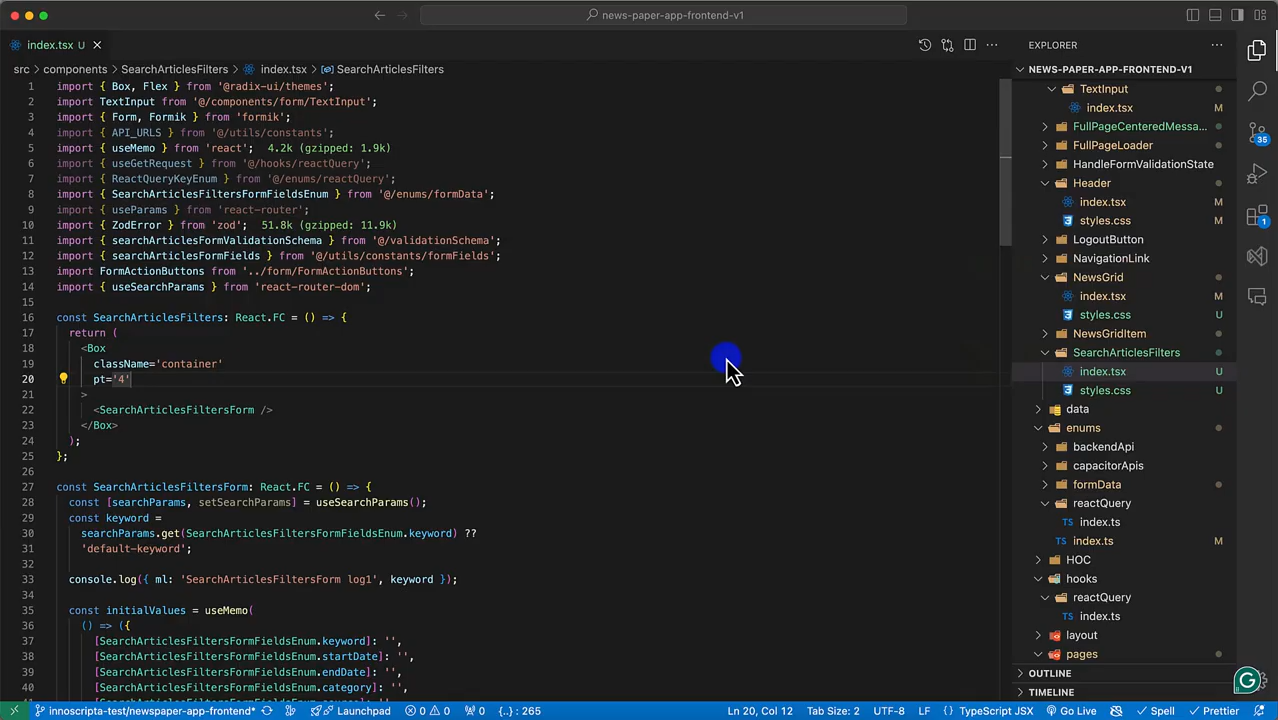 news-paper-app-frontend-v1
index.tsx U
EXPLORER
src > components > SearchArticlesFilters > index.tsx > SearchArticlesFilters
NEWS-PAPER-APP-FRONTEND-V1
1 import { Box, Flex } from '@radix-ui/themes';
2 import TextInput from '@/components/form/TextInput';
3 import { Form, Formik } from 'formik';
4 import { API_URLS } from '@/utils/constants';
5 import { useMemo } from 'react'; 4.2k (gzipped: 1.9k)
6 import { useGetRequest } from '@/hooks/reactQuery';
7 import { ReactQueryKeyEnum } from '@/enums/reactQuery';
8 import { SearchArticlesFiltersFormFieldsEnum } from '@/enums/formData';
9 import { useParams } from 'react-router';
10 import { ZodError } from 'zod'; 51.8k (gzipped: 11.9k)
11 import { searchArticlesFormValidationSchema } from '@/validationSchema';
12 import { searchArticlesFormFields } from '@/utils/constants/formFields';
13 import FormActionButtons from '../form/FormActionButtons';
14 import { useSearchParams } from 'react-router-dom';
15
16 const SearchArticlesFilters: React.FC = () => {
17 return (
18 <Box
19 className='container'
20 pt='4'
21 >
22 <SearchArticlesFiltersForm />
23 </Box>
24 );
25 };
26
27 const SearchArticlesFiltersForm: React.FC = () => {
28 const [searchParams, setSearchParams] = useSearchParams();
29 const keyword =
30 searchParams.get(SearchArticlesFiltersFormFieldsEnum.keyword) ??
31 'default-keyword';
32
33 console.log({ ml: 'SearchArticlesFiltersForm log1', keyword });
34
35 const initialValues = useMemo(
36 () => ({
37 [SearchArticlesFiltersFormFieldsEnum.keyword]: '',
38 [SearchArticlesFiltersFormFieldsEnum.startDate]: '',
39 [SearchArticlesFiltersFormFieldsEnum.endDate]: '',
40 [SearchArticlesFiltersFormFieldsEnum.category]: '',
TextInput
index.tsx M
FullPageCenteredMessa...
FullPageLoader
HandleFormValidationState
Header
index.tsx M
styles.css U
LogoutButton
NavigationLink
NewsGrid
index.tsx M
styles.css U
NewsGridItem
SearchArticlesFilters
index.tsx U
styles.css U
data
enums
backendApi
capacitorApis
formData
reactQuery
TS index.ts
TS index.ts M
HOC
hooks
reactQuery
TS index.ts
layout
pages
OUTLINE
TIMELINE
35
1
G
innoscripta-test/newspaper-app-frontend* Launchpad 0 0 0 {..} : 265 Ln 20, Col 12 Tab Size: 2 UTF-8 LF {} TypeScript JSX Go Live Spell Prettier